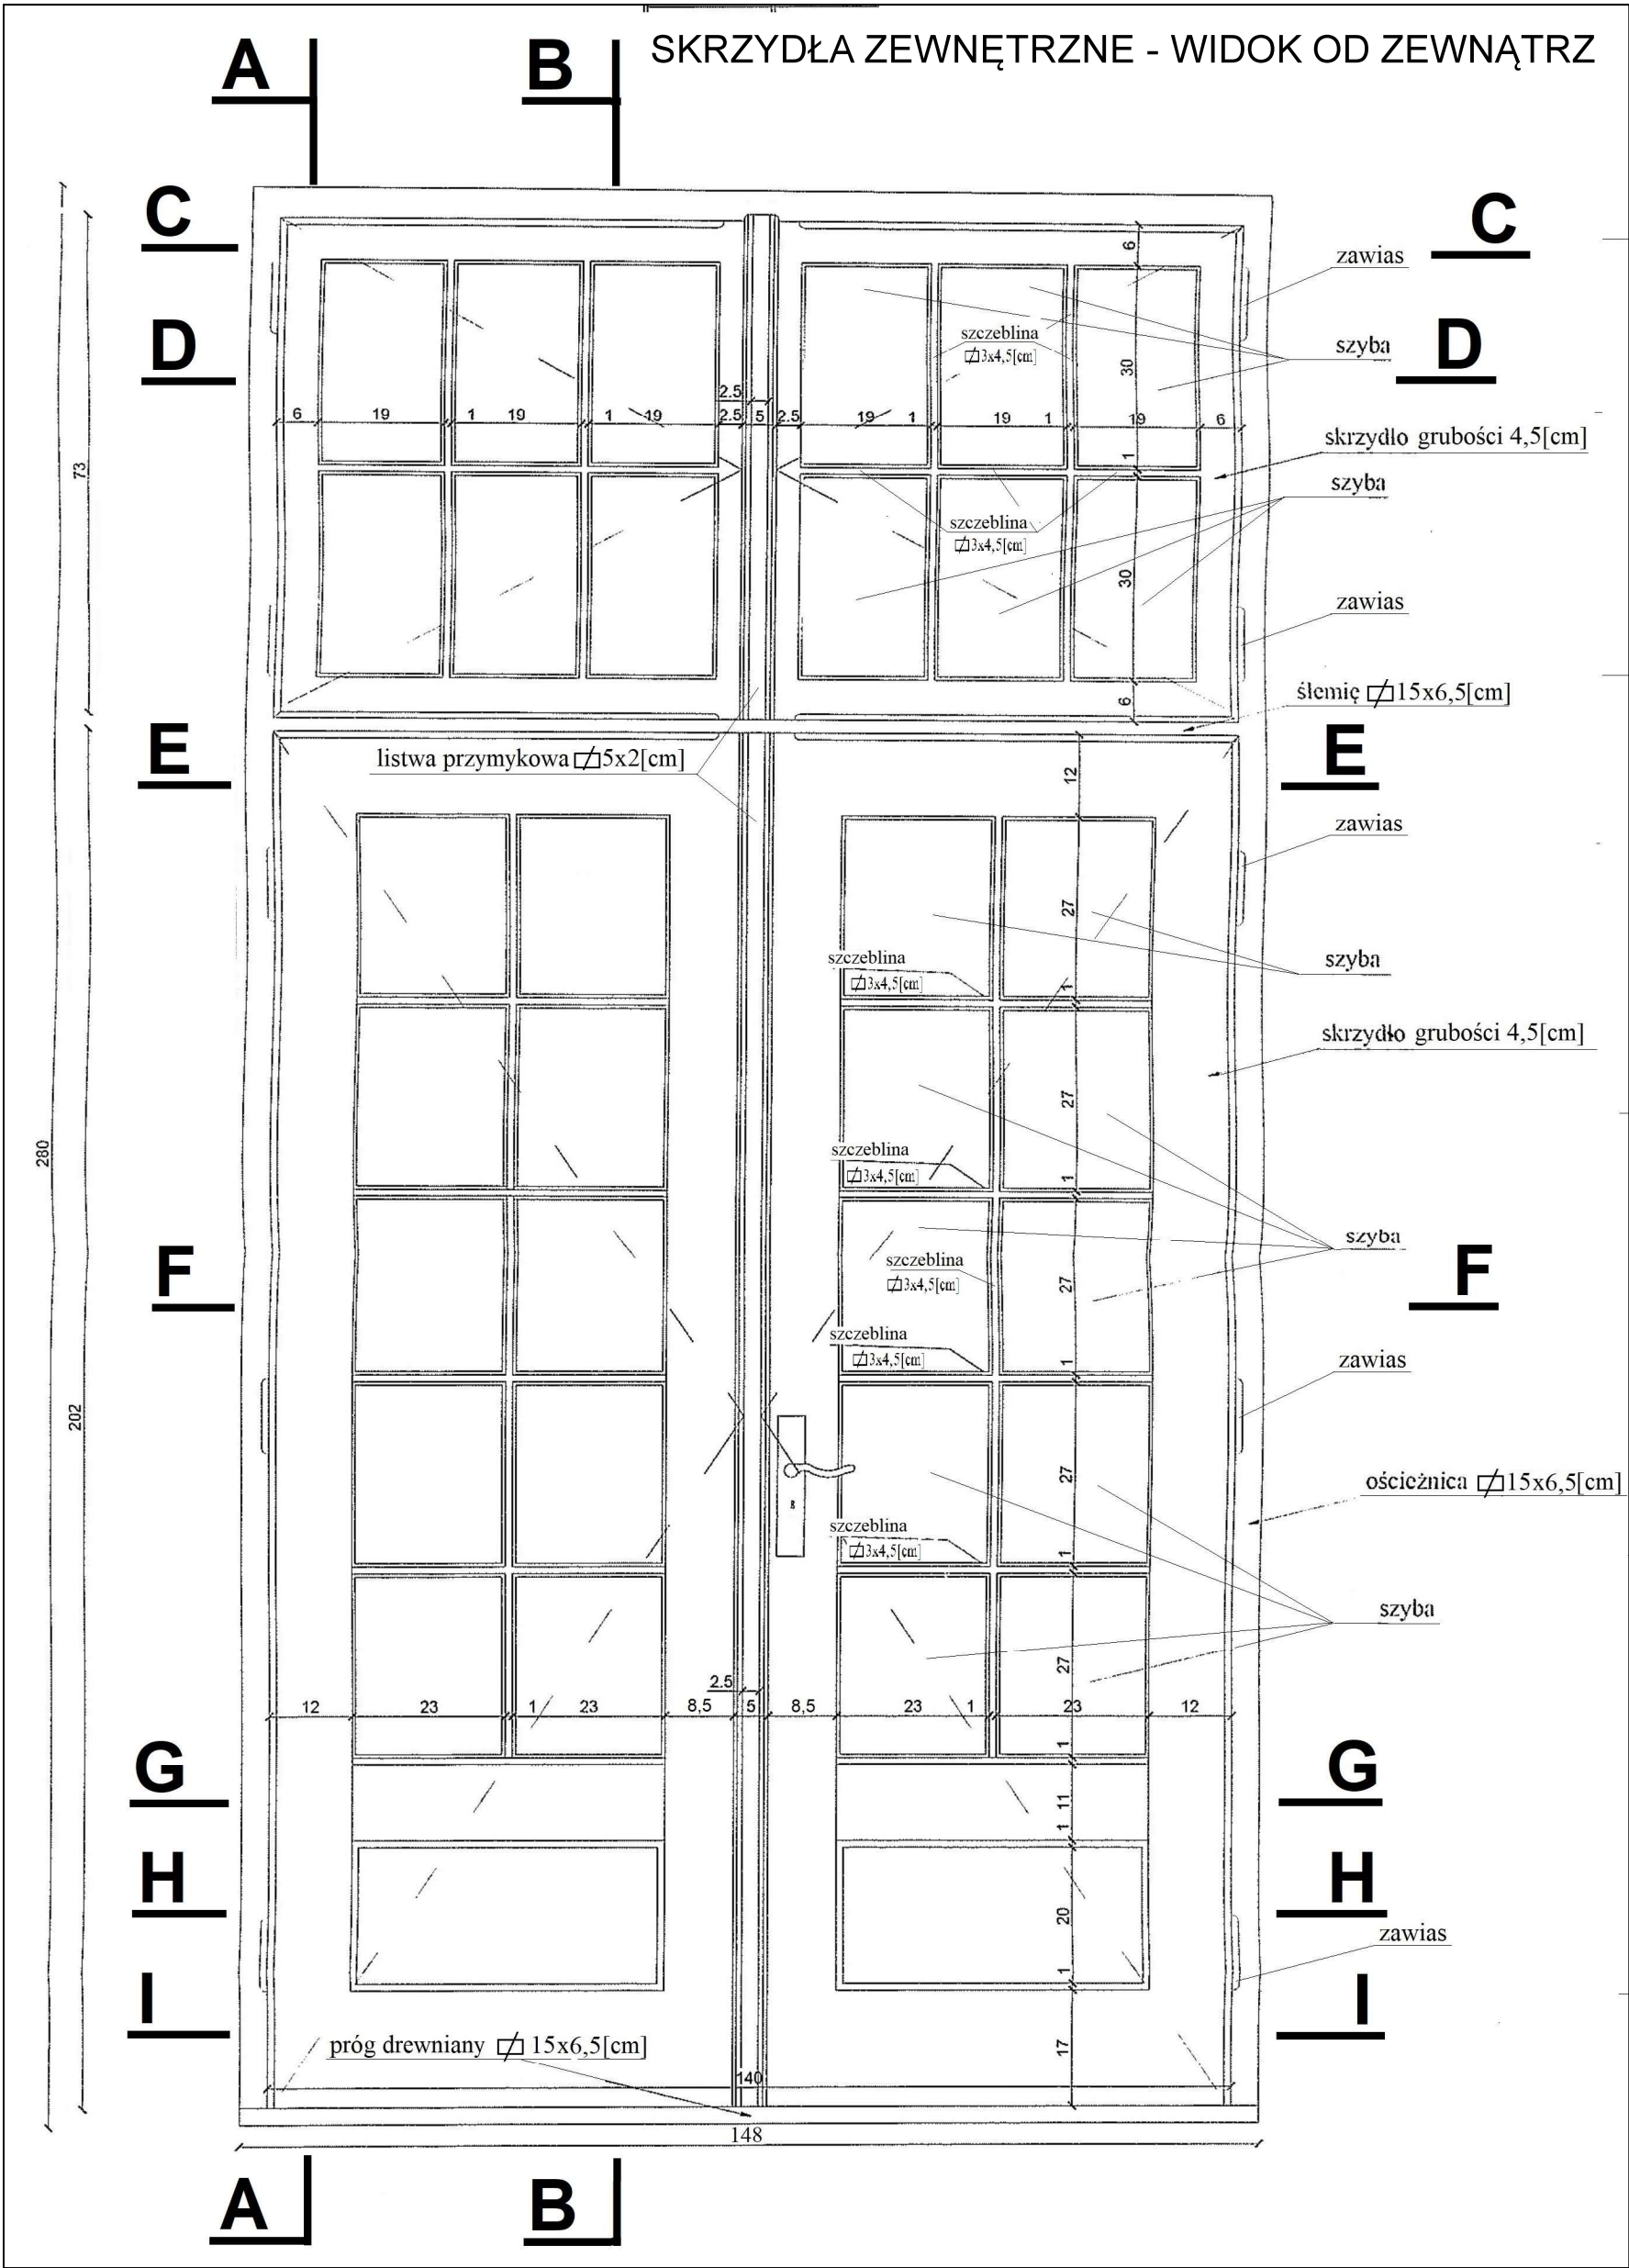 SKRZYDŁA ZEWNĘTRZNE - WIDOK OD ZEWNĄTRZ
A
B
C
C
zawias
6
D
szczeblina
3x4,5[cm]
szyba
D
30
2.5
6
19
1
19
1
19
2.5
5
2.5
19
1
19
1
19
6
skrzydło grubości 4,5[cm]
73
1
szyba
szczeblina
3x4,5[cm]
30
zawias
ślemię 15x6,5[cm]
6
E
listwa przymykowa 5x2[cm]
E
12
zawias
27
szczeblina
3x4,5[cm]
szyba
1
skrzydło grubości 4,5[cm]
27
280
szczeblina
3x4,5[cm]
1
szyba
F
szczeblina
3x4,5[cm]
27
F
szczeblina
3x4,5[cm]
1
zawias
202
27
ościeżnica 15x6,5[cm]
szczeblina
3x4,5[cm]
1
szyba
27
2.5
12
23
1
23
8,5
5
8,5
23
1
23
12
1
G
G
11
1
H
H
20
zawias
1
I
I
próg drewniany 15x6,5[cm]
17
140
148
A
B